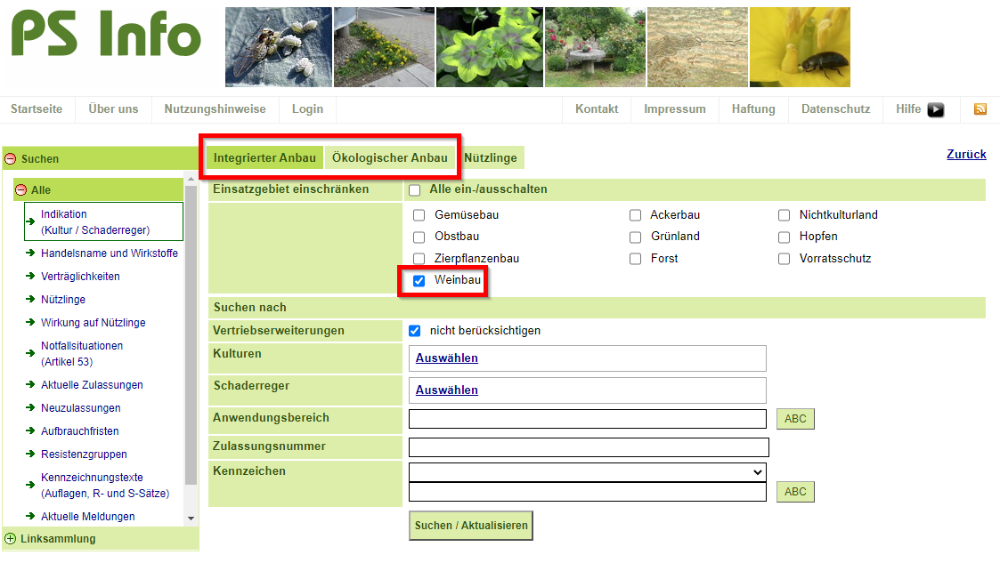 PS Info
Startseite Über uns Nutzungshinweise Login Kontakt Impressum Haftung Datenschutz Hilfe
Suchen
Alle
Indikation
(Kultur / Schaderreger)
Handelsname und Wirkstoffe
Verträglichkeiten
Nützlinge
Wirkung auf Nützlinge
Notfallsituationen
(Artikel 53)
Aktuelle Zulassungen
Neuzulassungen
Aufbrauchfristen
Resistenzgruppen
Kennzeichnungstexte
(Auflagen, R- und S-Sätze)
Aktuelle Meldungen
Linksammlung
Integrierter Anbau Ökologischer Anbau Nützlinge
Zurück
Einsatzgebiet einschränken Alle ein-/ausschalten
Gemüsebau Ackerbau Nichtkulturland
Obstbau Grünland Hopfen
Zierpflanzenbau Forst Vorratsschutz
Weinbau
Suchen nach
Vertriebserweiterungen nicht berücksichtigen
Kulturen Auswählen
Schaderreger Auswählen
Anwendungsbereich ABC
Zulassungsnummer
Kennzeichen
ABC
Suchen / Aktualisieren